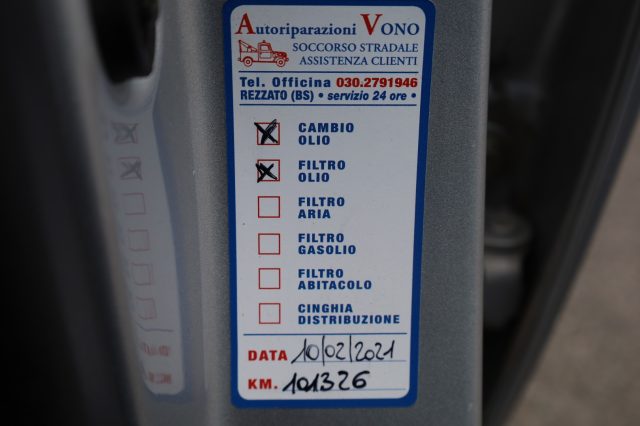 Autoriparazioni Vono
SOCCORSO STRADALE
ASSISTENZA CLIENTI
Tel. Officina 030.2791946
REZZATO (BS) • servizio 24 ore •
CAMBIO
OLIO
FILTRO
OLIO
FILTRO
ARIA
FILTRO
GASOLIO
FILTRO
ABITACOLO
CINGHIA
DISTRIBUZIONE
DATA 10/02/2021
KM. 101326